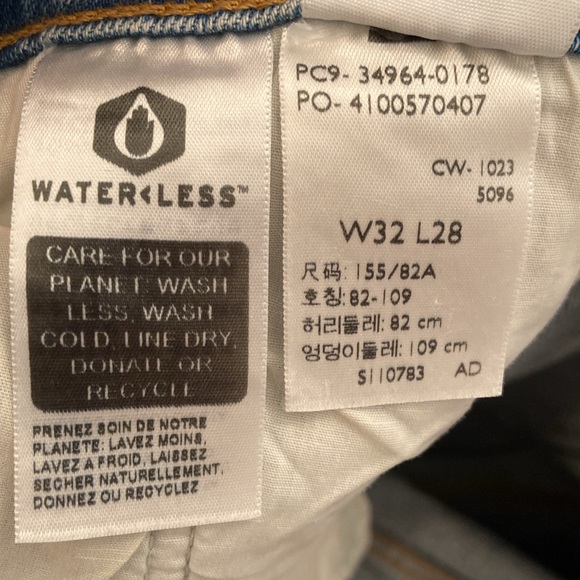 WATER<LESS™
CARE FOR OUR
PLANET: WASH
LESS, WASH
COLD, LINE DRY,
DONATE OR
RECYCLE
PRENEZ SOIN DE NOTRE
PLANETE: LAVEZ MOINS,
LAVEZ A FROID, LAISSEZ
SECHER NATURELLEMENT,
DONNEZ OU RECYCLEZ
PC9- 34964-0178
PO- 4100570407
CW- 1023
5096
W32 L28
尺码: 155/82A
호칭: 82-109
허리둘레: 82 cm
엉덩이둘레: 109 cm
S110783 AD